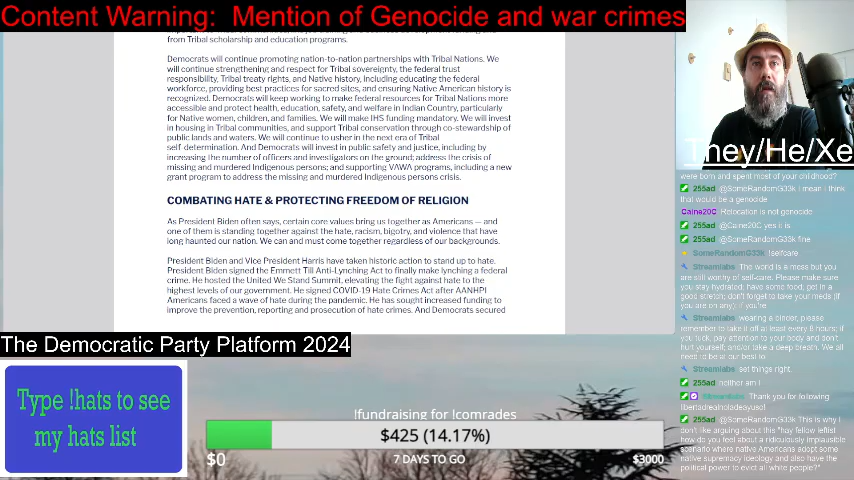 Content Warning: Mention of Genocide and war crimes
from Tribal scholarship and education programs.
Democrats will continue promoting nation-to-nation partnerships with Tribal Nations. We
will continue strengthening and respect for Tribal sovereignty, the federal trust
responsibility, Tribal treaty rights, and Native history, including educating the federal
workforce, providing best practices for sacred sites, and ensuring Native American history is
recognized. Democrats will keep working to make federal resources for Tribal Nations more
accessible and protect health, education, safety, and welfare in Indian Country, particularly
for Native women, children, and families. We will make IHS funding mandatory. We will invest
in housing in Tribal communities, and support Tribal conservation through co-stewardship of
public lands and waters. We will continue to usher in the next era of Tribal
self-determination. And Democrats will invest in public safety and justice, including by
increasing the number of officers and investigators on the ground; address the crisis of
missing and murdered Indigenous persons; and support VAWA programs, including a new
grant program to address the missing and murdered Indigenous persons crisis.
COMBATING HATE & PROTECTING FREEDOM OF RELIGION
As President Biden often says, certain core values bring us together as Americans — and
one of them is standing together against the hate, racism, bigotry, and violence that have
long haunted our nation. We can and must come together regardless of our backgrounds.
President Biden and Vice President Harris have taken historic action to stand up to hate.
President Biden signed the Emmett Till Anti-Lynching Act to finally make lynching a federal
crime. He hosted the United We Stand Summit, elevating the fight against hate to the
highest levels of our government. He signed COVID-19 Hate Crimes Act after AANHPI
Americans faced a wave of hate during the pandemic. He has sought increased funding to
improve the prevention, reporting and prosecution of hate crimes. And Democrats secured
They/He/Xe
were born and spent most of your childhood?
255ad @SomeRandomG33k I mean i think that would be a genocide
Caine20C Relocation is not genocide
255ad @Caine20C yes it is
255ad @SomeRandomG33k fine
SomeRandomG33k !selfcare
Streamlabs The world is a mess but you
are still worthy of self-care. Please make sure
you stay hydrated; have some food; got in a
good stretch; don't forget to take your meds (if
you are on any); if you're
Streamlabs wearing a bincer, please
remember to take it off at least every 8 hours; if
you tuck, pay attention to your body and don't
hurt yourself; and/or take a deep breath. We all
need to be at our best to
Streamlabs set things right.
255ad neither am I
Streamlabs Thank you for following
255ad @SomeRandomG33k This is why I
don't like arguing about this "hay fellow leftist
how do you feel about a ridiculously implausible
scenario where native Americans adopt some
native supremacy ideology and also have the
political power to evict all white people?"
The Democratic Party Platform 2024
Type !hats to see
my hats list
!fundraising for !comrades
$425 (14.17%)
$0
7 DAYS TO GO
$3000